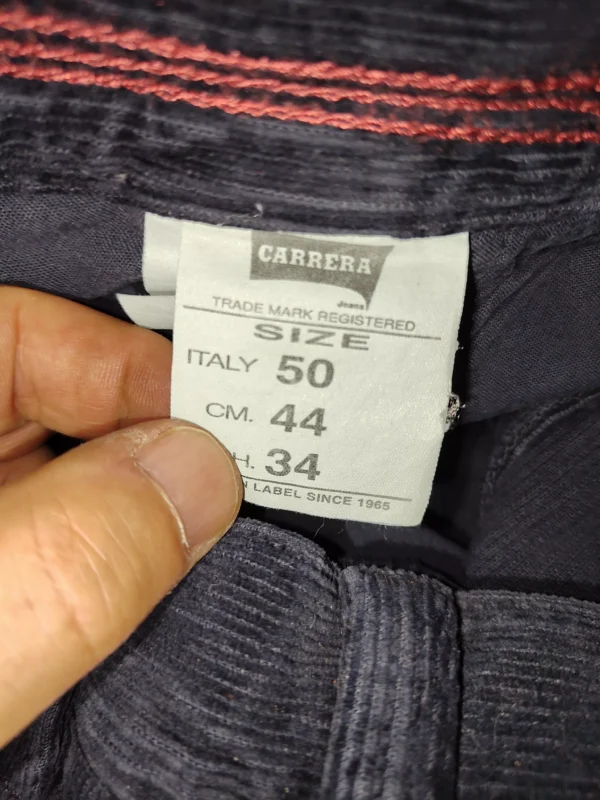 CARRERA
Jeans
TRADE MARK REGISTERED
SIZE
ITALY 50
CM. 44
H. 34
N LABEL SINCE 1965